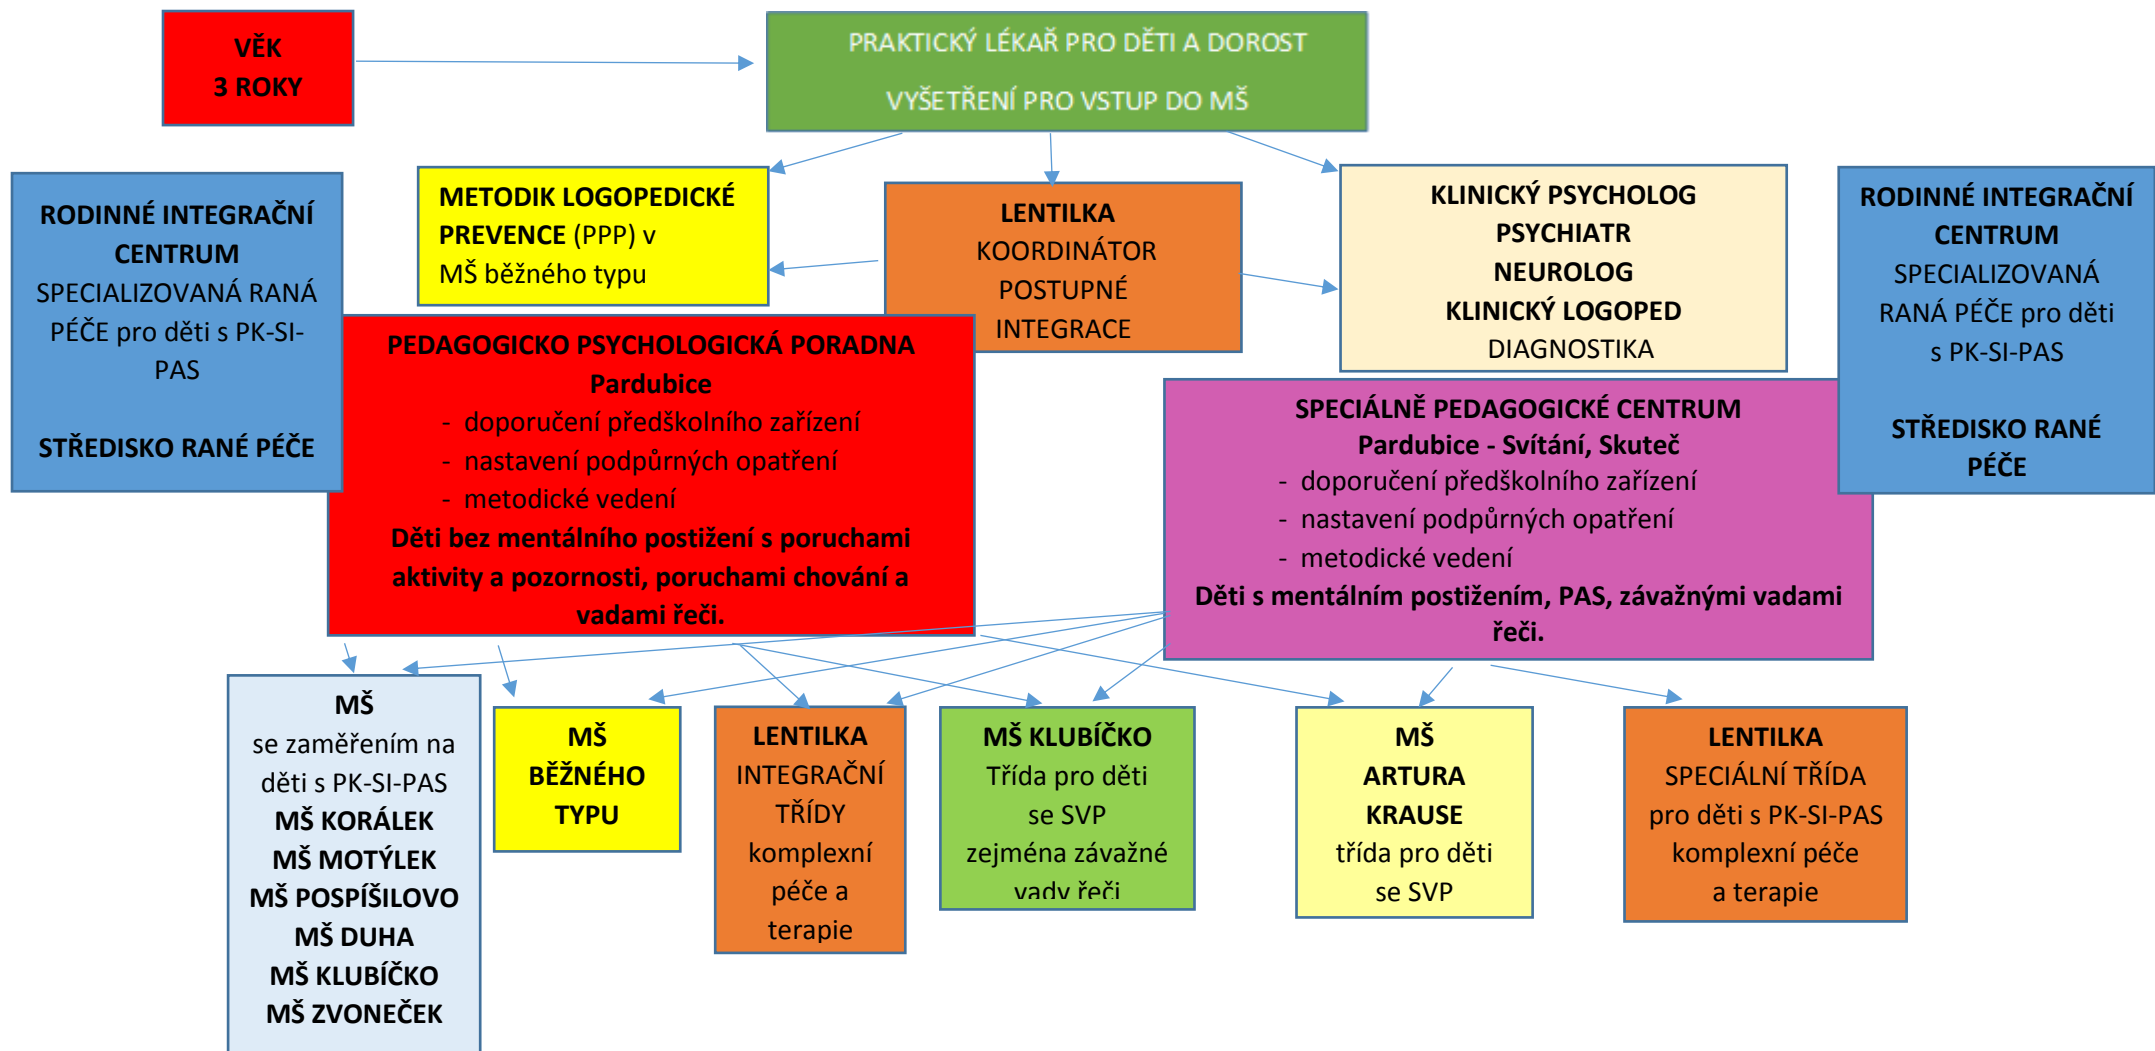 VĚK
3 ROKY
PRAKTICKÝ LÉKAŘ PRO DĚTI A DOROST
VYŠETŘENÍ PRO VSTUP DO MŠ
RODINNÉ INTEGRAČNÍ
CENTRUM
SPECIALIZOVANÁ RANÁ
PÉČE pro děti s PK-SI-
PAS
STŘEDISKO RANÉ PÉČE
METODIK LOGOPEDICKÉ
PREVENCE (PPP) v
MŠ běžného typu
LENTILKA
KOORDINÁTOR
POSTUPNÉ
INTEGRACE
KLINICKÝ PSYCHOLOG
PSYCHIATR
NEUROLOG
KLINICKÝ LOGOPED
DIAGNOSTIKA
RODINNÉ INTEGRAČNÍ
CENTRUM
SPECIALIZOVANÁ
RANÁ PÉČE pro děti
s PK-SI-PAS
STŘEDISKO RANÉ
PÉČE
PEDAGOGICKO PSYCHOLOGICKÁ PORADNA
Pardubice
- doporučení předškolního zařízení
- nastavení podpůrných opatření
- metodické vedení
Děti bez mentálního postižení s poruchami
aktivity a pozornosti, poruchami chování a
vadami řeči.
SPECIÁLNĚ PEDAGOGICKÉ CENTRUM
Pardubice - Svítání, Skuteč
- doporučení předškolního zařízení
- nastavení podpůrných opatření
- metodické vedení
Děti s mentálním postižením, PAS, závažnými vadami
řeči.
MŠ
se zaměřením na
děti s PK-SI-PAS
MŠ KORÁLEK
MŠ MOTÝLEK
MŠ POSPÍŠILOVO
MŠ DUHA
MŠ KLUBÍČKO
MŠ ZVONEČEK
MŠ
BĚŽNÉHO
TYPU
LENTILKA
INTEGRAČNÍ
TŘÍDY
komplexní
péče a
terapie
MŠ KLUBÍČKO
Třída pro děti
se SVP
zejména závažné
vady řeči
MŠ
ARTURA
KRAUSE
třída pro děti
se SVP
LENTILKA
SPECIÁLNÍ TŘÍDA
pro děti s PK-SI-PAS
komplexní péče
a terapie